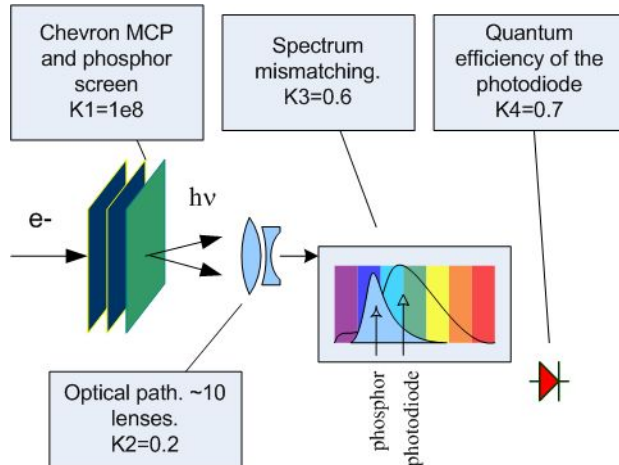 Chevron MCP
and phosphor
screen
K1=1e8
Spectrum
mismatching.
K3=0.6
Quantum
efficiency of the
photodiode
K4=0.7
e-
hν
Optical path. ~10
lenses.
K2=0.2
phosphor
photodiode